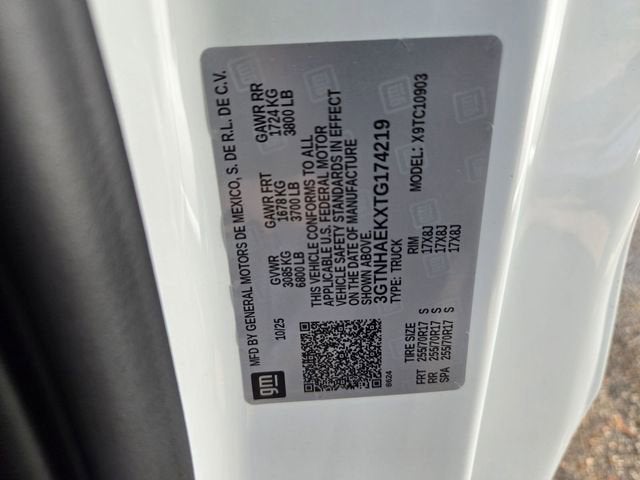 MFD BY GENERAL MOTORS DE MEXICO, S. DE R.L. DE C.V.
10/25
GVWR GAWR FRT GAWR RR
3085 KG 1678 KG 1724 KG
6800 LB 3700 LB 3800 LB
THIS VEHICLE CONFORMS TO ALL
APPLICABLE U.S. FEDERAL MOTOR
VEHICLE SAFETY STANDARDS IN EFFECT
ON THE DATE OF MANUFACTURE
SHOWN ABOVE.
3GTNHAEKXTG174219
TYPE: TRUCK
MODEL: X9TC10903
gm
8624
TIRE SIZE RIM
FRT 255/70R17 S 17X8J
RR 255/70R17 S 17X8J
SPA 255/70R17 S 17X8J